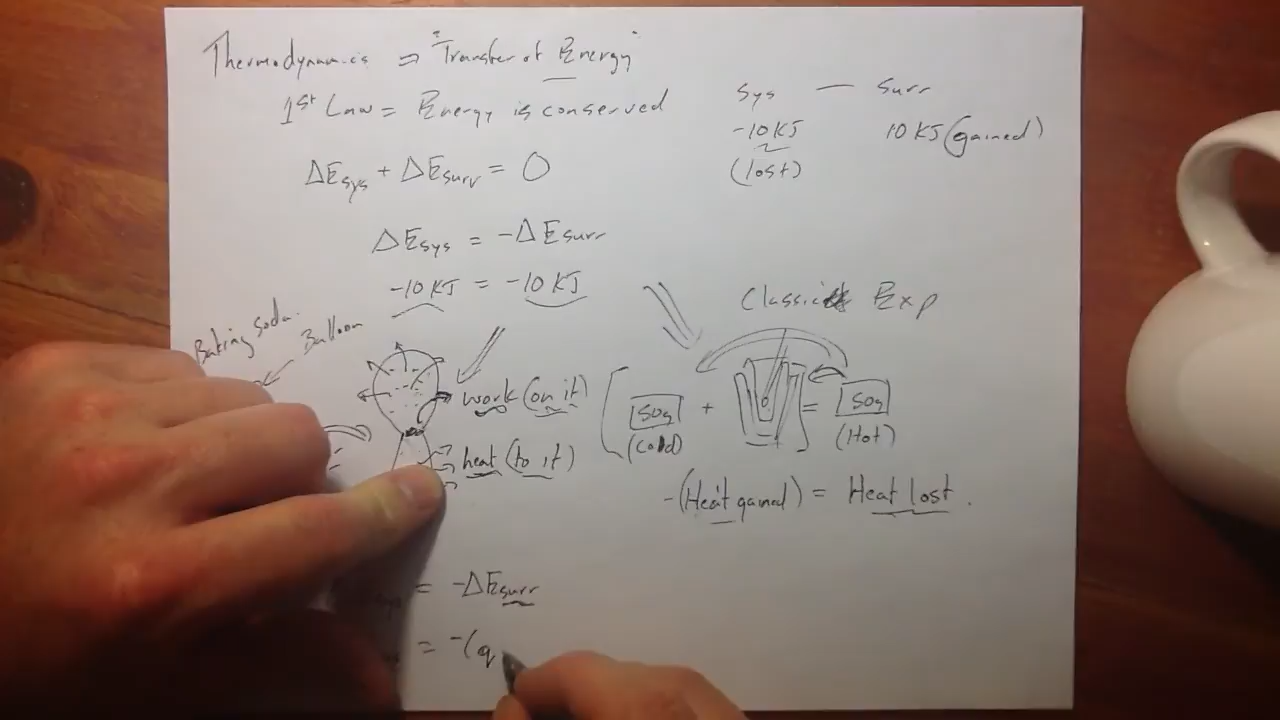 Thermodynamics ⇒ "Transfer of Energy"
1st Law = Energy is conserved
Sys — Surr
-10 KJ 10 KJ (gained)
(lost)
ΔEsys + ΔEsurr = 0
ΔEsys = -ΔEsurr
-10 KJ = -10 KJ
Classic Exp
Baking Soda
Balloon
work (on it)
heat (to it)
50g + = 50g
(Cold) (Hot)
-(Heat gained) = Heat lost.
= -ΔEsurr
= -(q